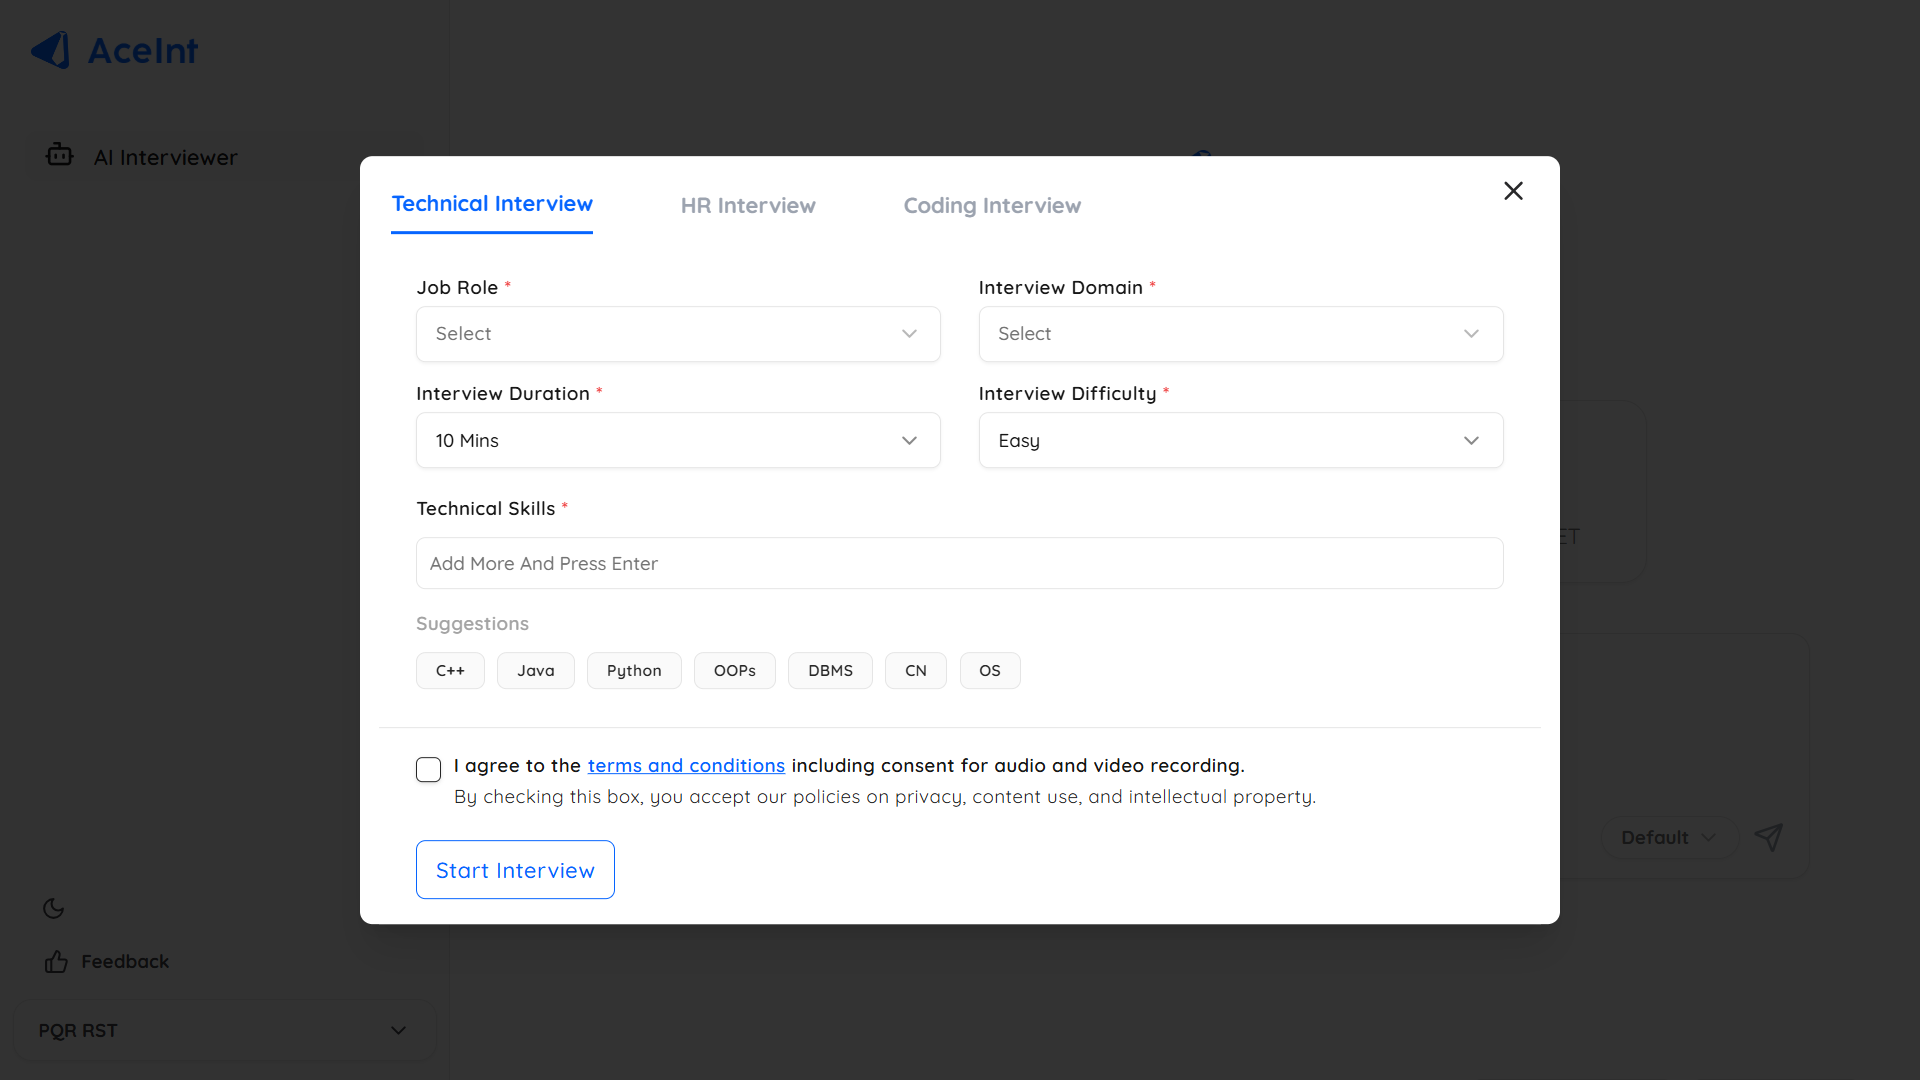 AceInt
AI Interviewer
Technical Interview
HR Interview
Coding Interview
Job Role *
Interview Domain *
Select
Select
Interview Duration *
Interview Difficulty *
10 Mins
Easy
Technical Skills *
Add More And Press Enter
Suggestions
C++
Java
Python
OOPs
DBMS
CN
OS
I agree to the terms and conditions including consent for audio and video recording.
By checking this box, you accept our policies on privacy, content use, and intellectual property.
Start Interview
Default
Feedback
PQR RST